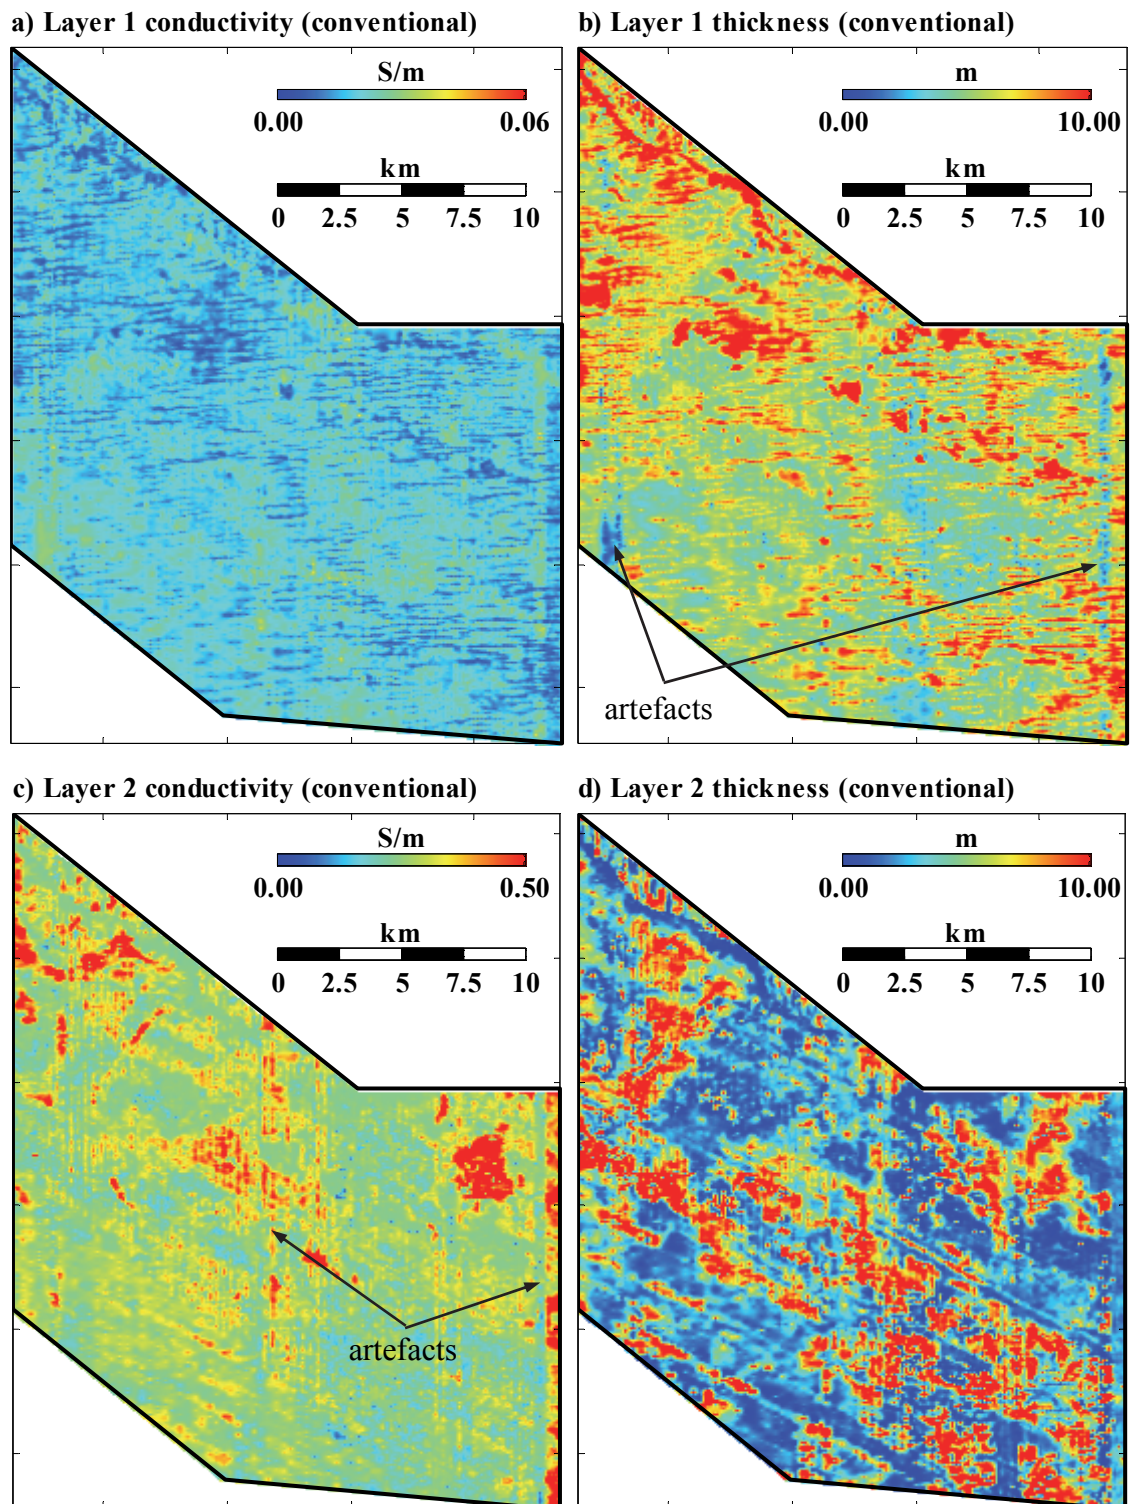 a) Layer 1 conductivity (conventional)
S/m
0.00 0.06
km
0 2.5 5 7.5 10
b) Layer 1 thickness (conventional)
m
0.00 10.00
km
0 2.5 5 7.5 10
artefacts
c) Layer 2 conductivity (conventional)
S/m
0.00 0.50
km
0 2.5 5 7.5 10
artefacts
d) Layer 2 thickness (conventional)
m
0.00 10.00
km
0 2.5 5 7.5 10